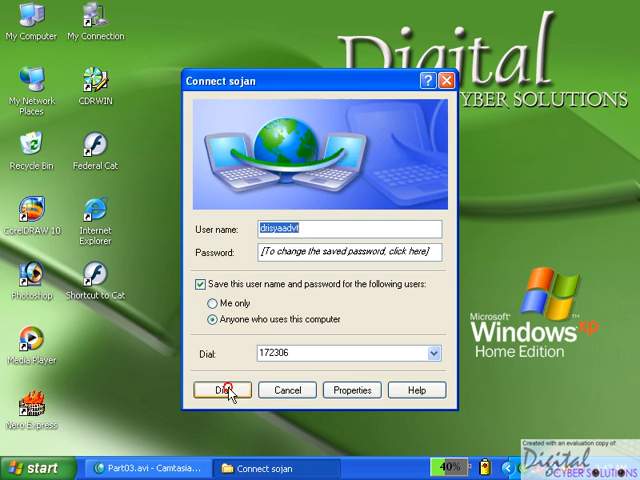 My Computer
My Connection
My Network
Places
CDRWIN
Recycle Bin
Federal Cat
CorelDRAW 10
Internet
Explorer
Photoshop
Shortcut to Cat
Media Player
Nero Express
Digital
CYBER SOLUTIONS
Connect sojan
User name:
drisyaadvt
Password:
[To change the saved password, click here]
Save this user name and password for the following users:
Me only
Anyone who uses this computer
Dial:
172306
Cancel
Properties
Help
Microsoft
Windows xp
Home Edition
start
Part03.avi - Camtasia...
Connect sojan
40%
Created with an evaluation copy of
Digital
CYBER SOLUTIONS